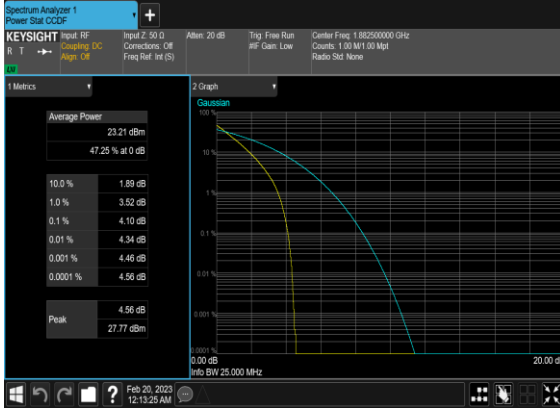 Spectrum Analyzer 1
Power Stat CCDF
+
KEYSIGHT
R T
LXI
Input: RF
Coupling: DC
Align: Off
Input Z: 50 Ω
Corrections: Off
Freq Ref: Int (S)
Atten: 20 dB
Trig: Free Run
#IF Gain: Low
Center Freq: 1.882500000 GHz
Counts: 1.00 M/1.00 Mpt
Radio Std: None
1 Metrics
Average Power
23.21 dBm
47.25 % at 0 dB
10.0 % 1.89 dB
1.0 % 3.52 dB
0.1 % 4.10 dB
0.01 % 4.34 dB
0.001 % 4.46 dB
0.0001 % 4.56 dB
Peak
4.56 dB
27.77 dBm
2 Graph
Gaussian
100 %
10 %
1 %
0.1 %
0.01 %
0.001 %
0.0001 %
0.00 dB
20.00 d
Info BW 25.000 MHz
?
Feb 20, 2023
12:13:25 AM